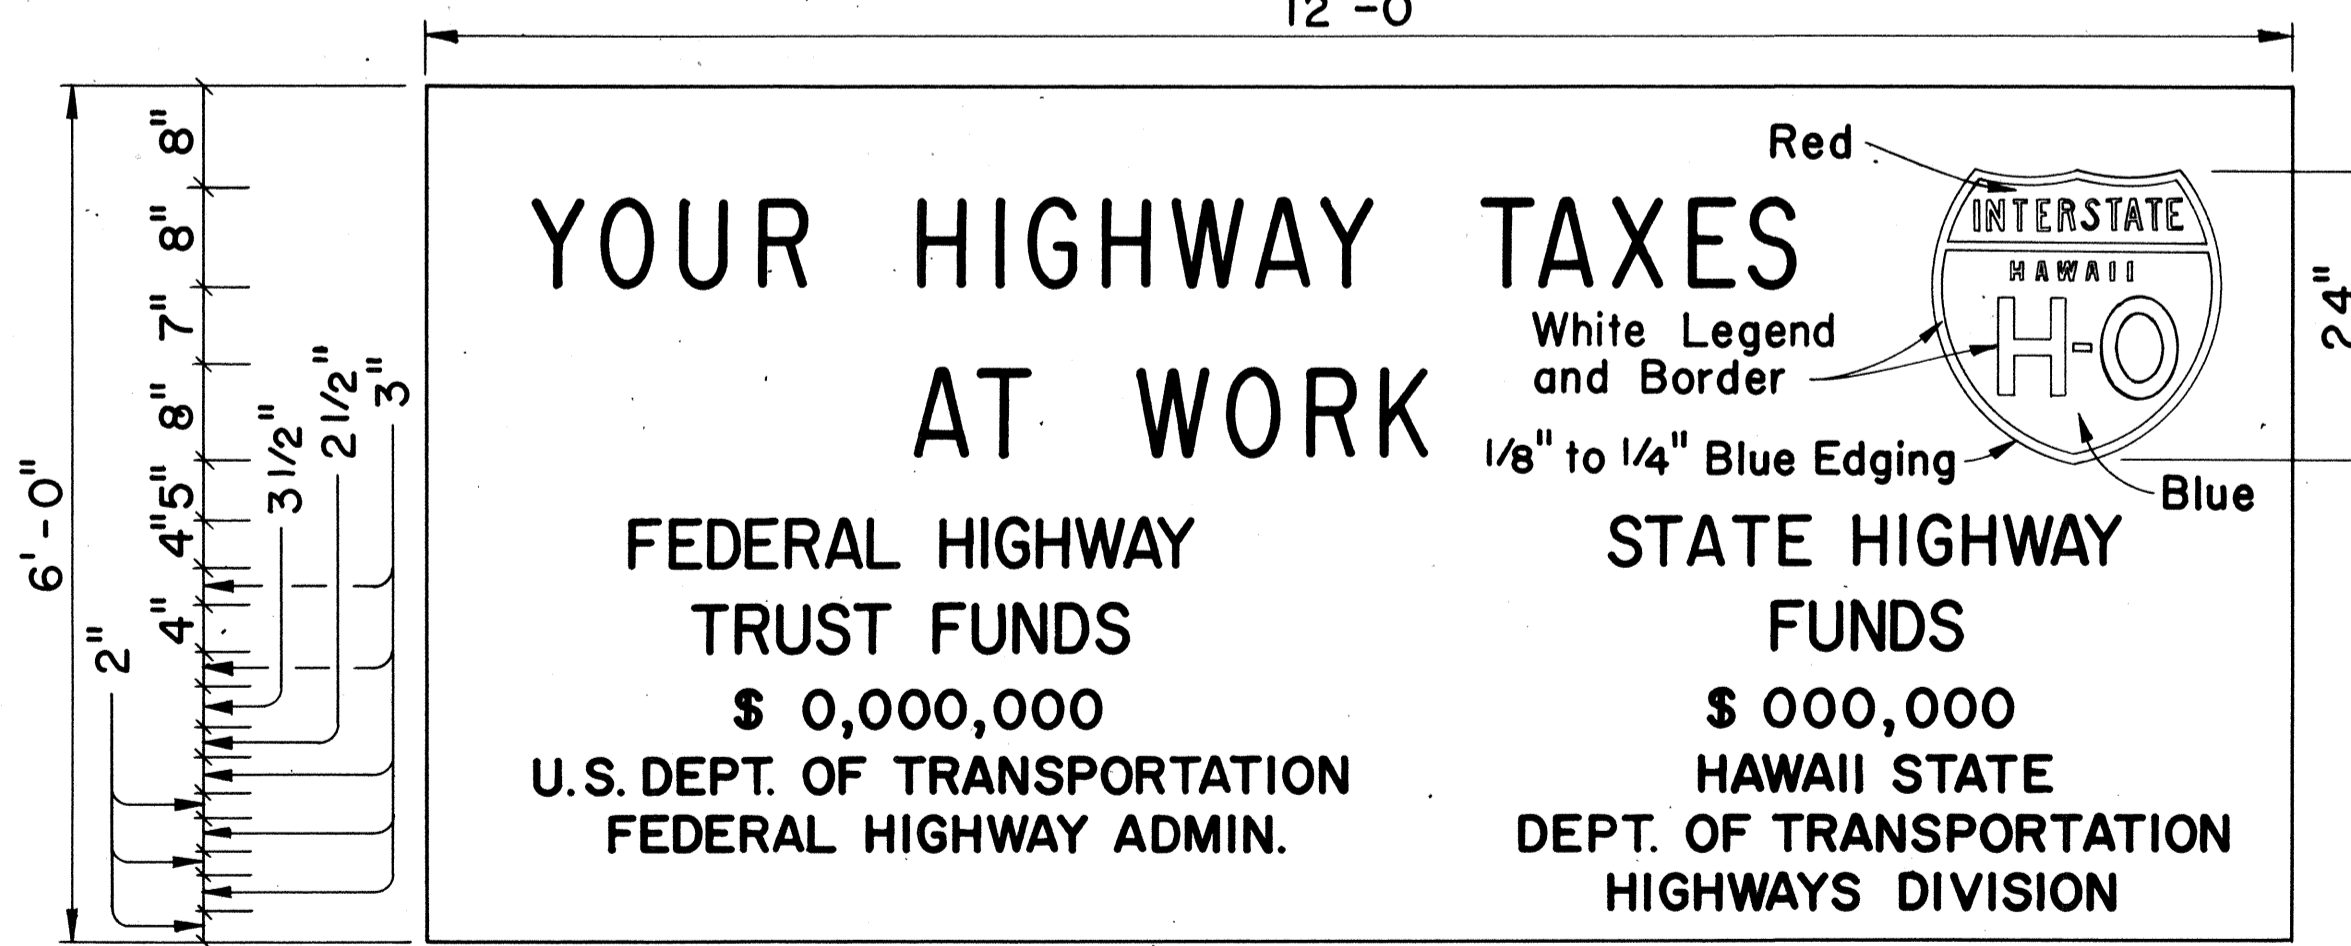 12'-0
8"
8"
7"
8"
5"
4"
4"
3 1/2"
2 1/2"
3"
2"
6'-0"
YOUR HIGHWAY TAXES
AT WORK
Red
INTERSTATE
HAWAII
H-0
24"
White Legend
and Border
1/8" to 1/4" Blue Edging
Blue
FEDERAL HIGHWAY
TRUST FUNDS
$ 0,000,000
U.S. DEPT. OF TRANSPORTATION
FEDERAL HIGHWAY ADMIN.
STATE HIGHWAY
FUNDS
$ 000,000
HAWAII STATE
DEPT. OF TRANSPORTATION
HIGHWAYS DIVISION